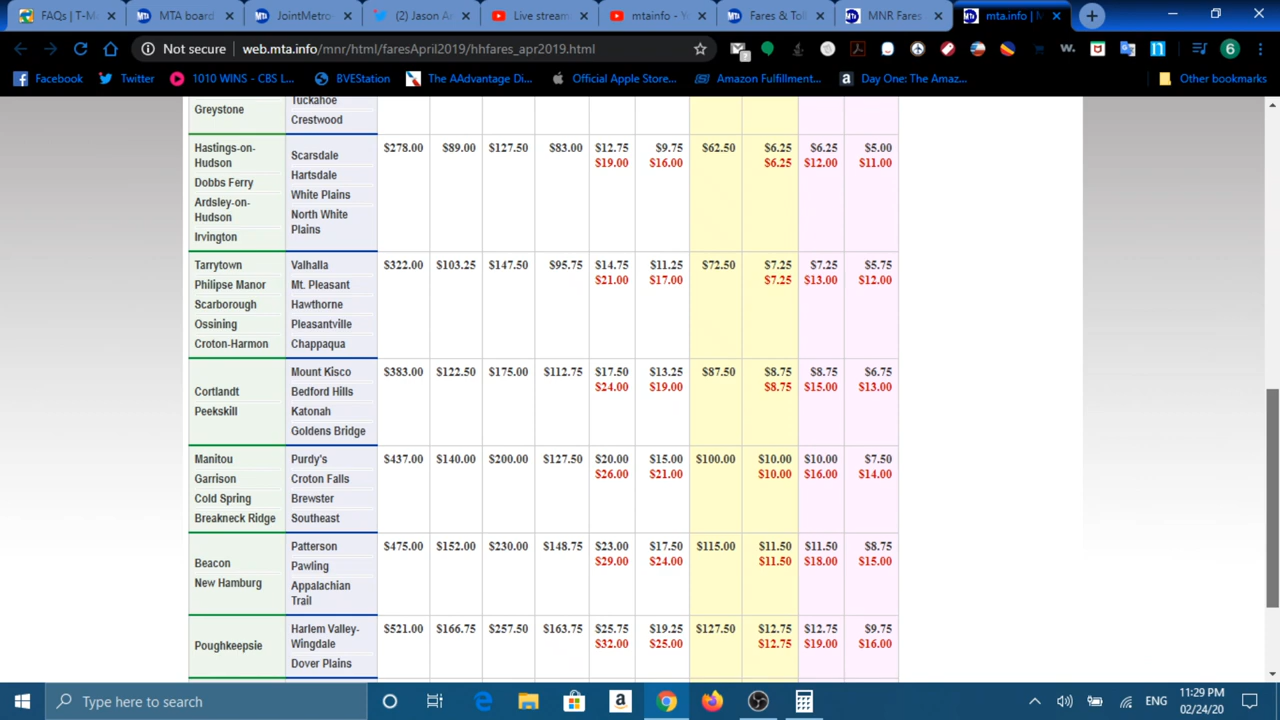 FAQs | T-M
MTA board
JointMetro-
(2) Jason A
Live stream
mtainfo - Y
Fares & Toll
MNR Fares
mta.info |
Not secure web.mta.info/mnr/html/faresApril2019/hhfares_apr2019.html
Facebook Twitter 1010 WINS - CBS L... BVEStation The AAdvantage Di... Official Apple Store... Amazon Fulfillment... Day One: The Amaz... Other bookmarks
Greystone
Tuckahoe
Crestwood
Hastings-on-
Hudson
Dobbs Ferry
Ardsley-on-
Hudson
Irvington
Scarsdale
Hartsdale
White Plains
North White
Plains
$278.00 $89.00 $127.50 $83.00 $12.75 $9.75 $62.50 $6.25 $6.25 $5.00
$19.00 $16.00 $6.25 $12.00 $11.00
Tarrytown
Philipse Manor
Scarborough
Ossining
Croton-Harmon
Valhalla
Mt. Pleasant
Hawthorne
Pleasantville
Chappaqua
$322.00 $103.25 $147.50 $95.75 $14.75 $11.25 $72.50 $7.25 $7.25 $5.75
$21.00 $17.00 $7.25 $13.00 $12.00
Cortlandt
Peekskill
Mount Kisco
Bedford Hills
Katonah
Goldens Bridge
$383.00 $122.50 $175.00 $112.75 $17.50 $13.25 $87.50 $8.75 $8.75 $6.75
$24.00 $19.00 $8.75 $15.00 $13.00
Manitou
Garrison
Cold Spring
Breakneck Ridge
Purdy's
Croton Falls
Brewster
Southeast
$437.00 $140.00 $200.00 $127.50 $20.00 $15.00 $100.00 $10.00 $10.00 $7.50
$26.00 $21.00 $10.00 $16.00 $14.00
Beacon
New Hamburg
Patterson
Pawling
Appalachian
Trail
$475.00 $152.00 $230.00 $148.75 $23.00 $17.50 $115.00 $11.50 $11.50 $8.75
$29.00 $24.00 $11.50 $18.00 $15.00
Poughkeepsie
Harlem Valley-
Wingdale
Dover Plains
$521.00 $166.75 $257.50 $163.75 $25.75 $19.25 $127.50 $12.75 $12.75 $9.75
$32.00 $25.00 $12.75 $19.00 $16.00
Type here to search
ENG
11:29 PM
02/24/20